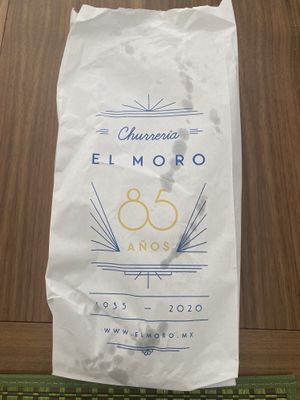 Churrería
EL MORO
85
AÑOS
1935 — 2020
WWW.ELMORO.MX